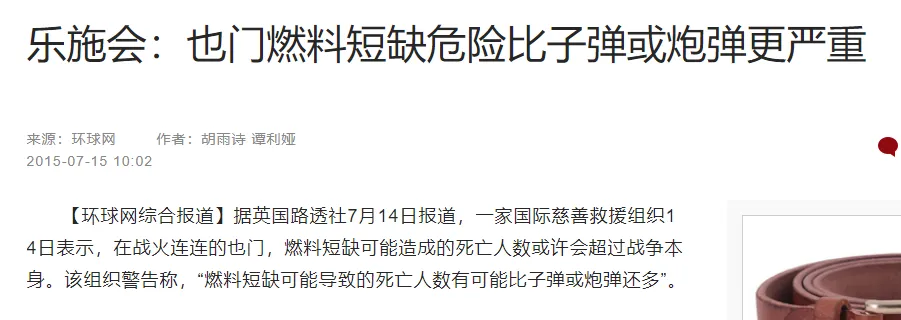 乐施会：也门燃料短缺危险比子弹或炮弹更严重
来源：环球网 作者：胡雨诗 谭利娅
2015-07-15 10:02
【环球网综合报道】据英国路透社7月14日报道，一家国际慈善救援组织1
4日表示，在战火连连的也门，燃料短缺可能造成的死亡人数或许会超过战争本
身。该组织警告称，“燃料短缺可能导致的死亡人数有可能比子弹或炮弹还多”。